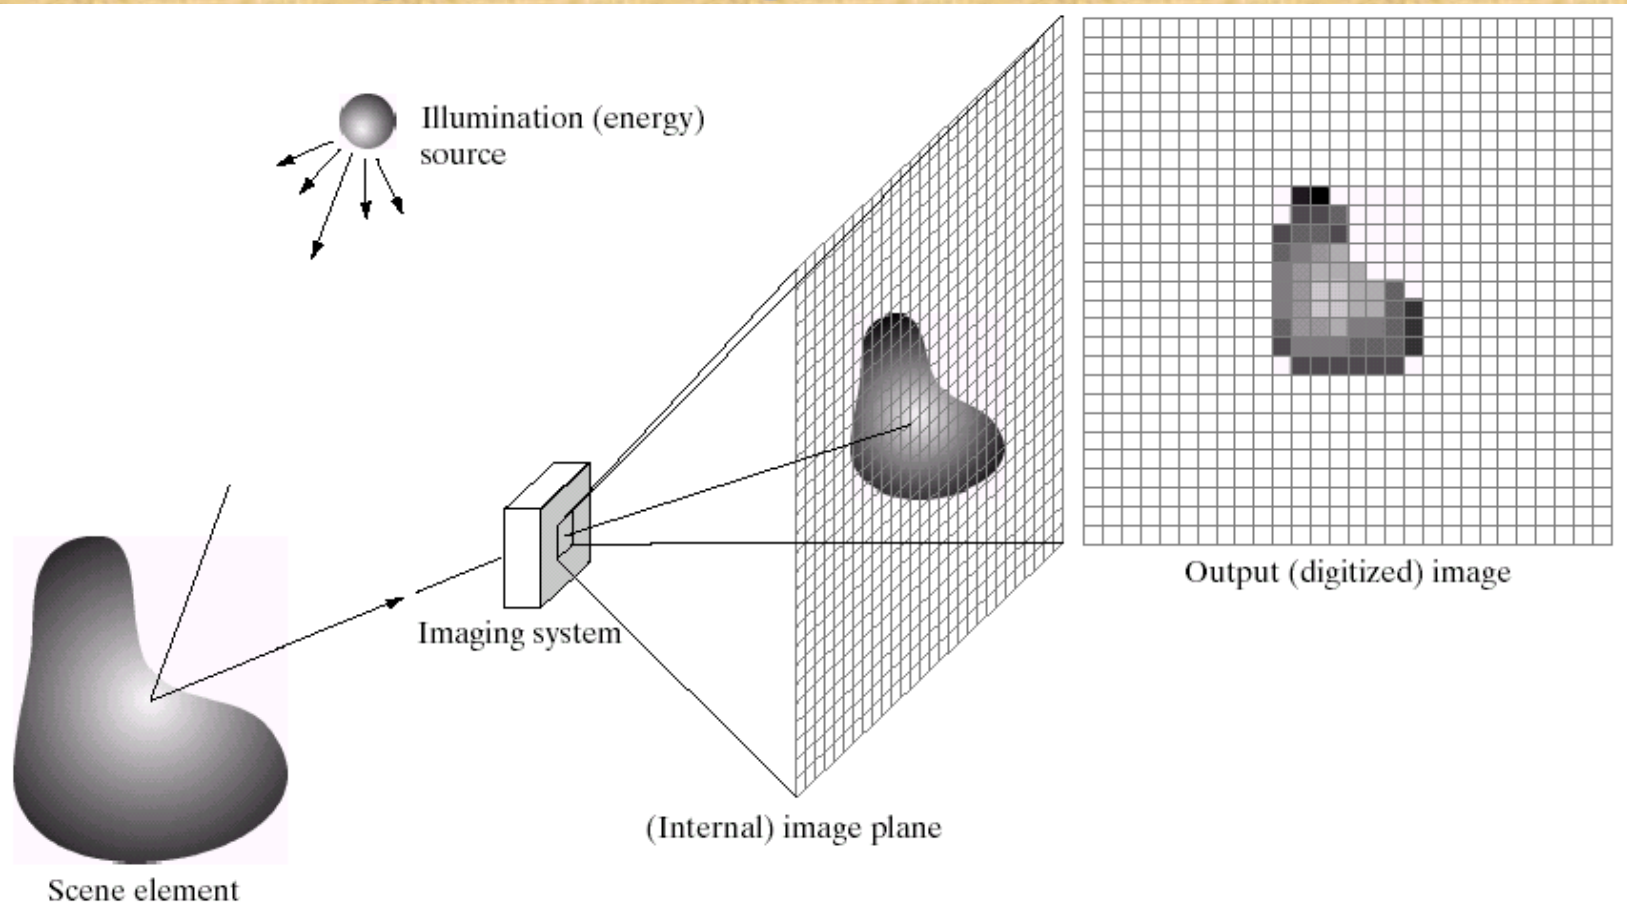 Illumination (energy)
source
Output (digitized) image
Imaging system
(Internal) image plane
Scene element